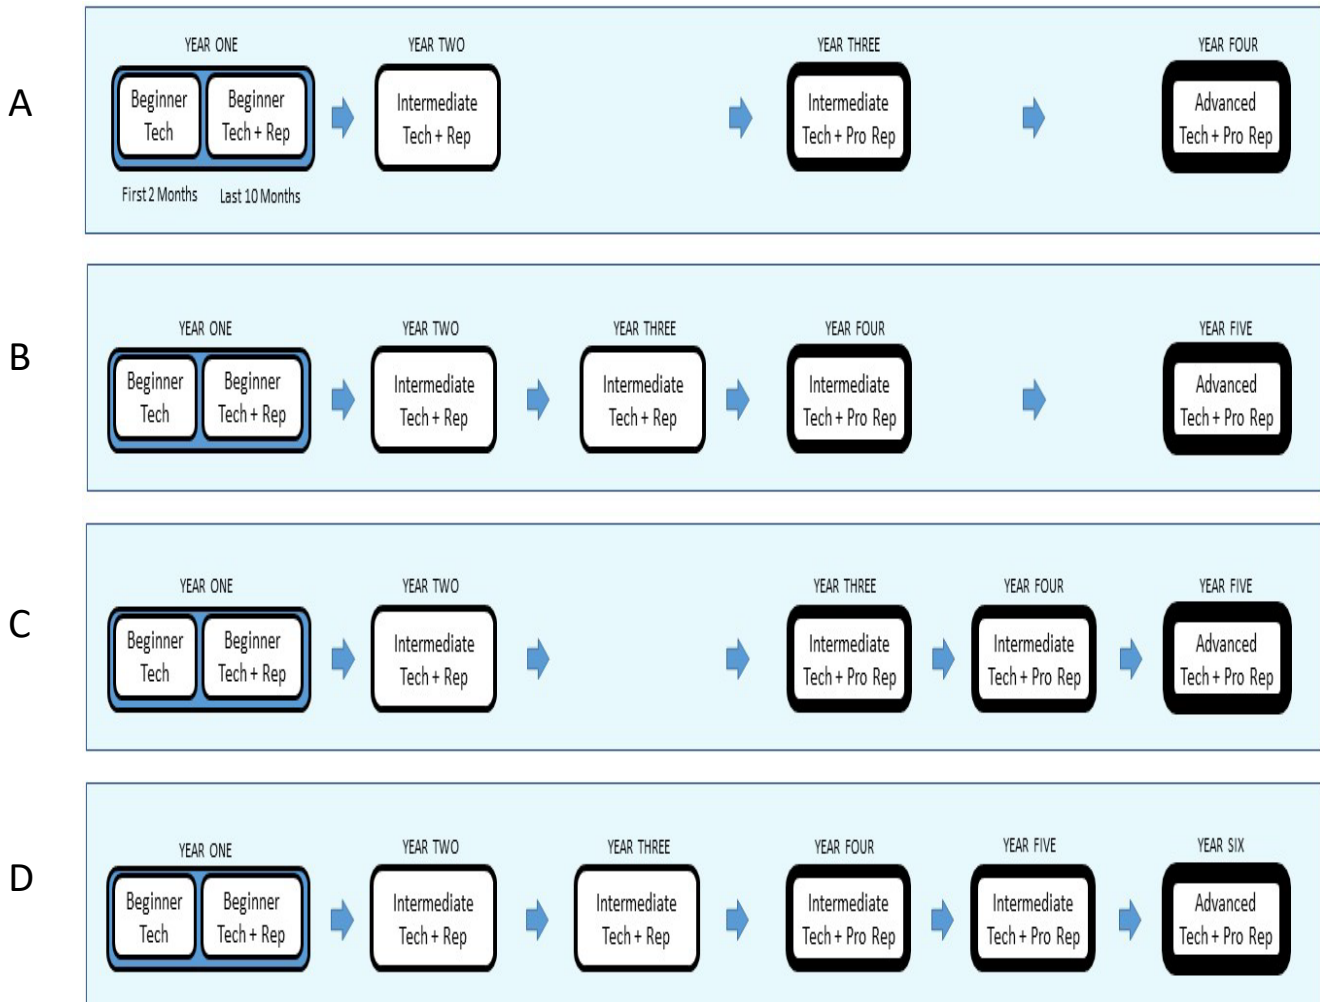 A
YEAR ONE
YEAR TWO
YEAR THREE
YEAR FOUR
Beginner
Tech
Beginner
Tech + Rep
Intermediate
Tech + Rep
Intermediate
Tech + Pro Rep
Advanced
Tech + Pro Rep
First 2 Months
Last 10 Months
B
YEAR ONE
YEAR TWO
YEAR THREE
YEAR FOUR
YEAR FIVE
Beginner
Tech
Beginner
Tech + Rep
Intermediate
Tech + Rep
Intermediate
Tech + Rep
Intermediate
Tech + Pro Rep
Advanced
Tech + Pro Rep
C
YEAR ONE
YEAR TWO
YEAR THREE
YEAR FOUR
YEAR FIVE
Beginner
Tech
Beginner
Tech + Rep
Intermediate
Tech + Rep
Intermediate
Tech + Pro Rep
Intermediate
Tech + Pro Rep
Advanced
Tech + Pro Rep
D
YEAR ONE
YEAR TWO
YEAR THREE
YEAR FOUR
YEAR FIVE
YEAR SIX
Beginner
Tech
Beginner
Tech + Rep
Intermediate
Tech + Rep
Intermediate
Tech + Rep
Intermediate
Tech + Pro Rep
Intermediate
Tech + Pro Rep
Advanced
Tech + Pro Rep